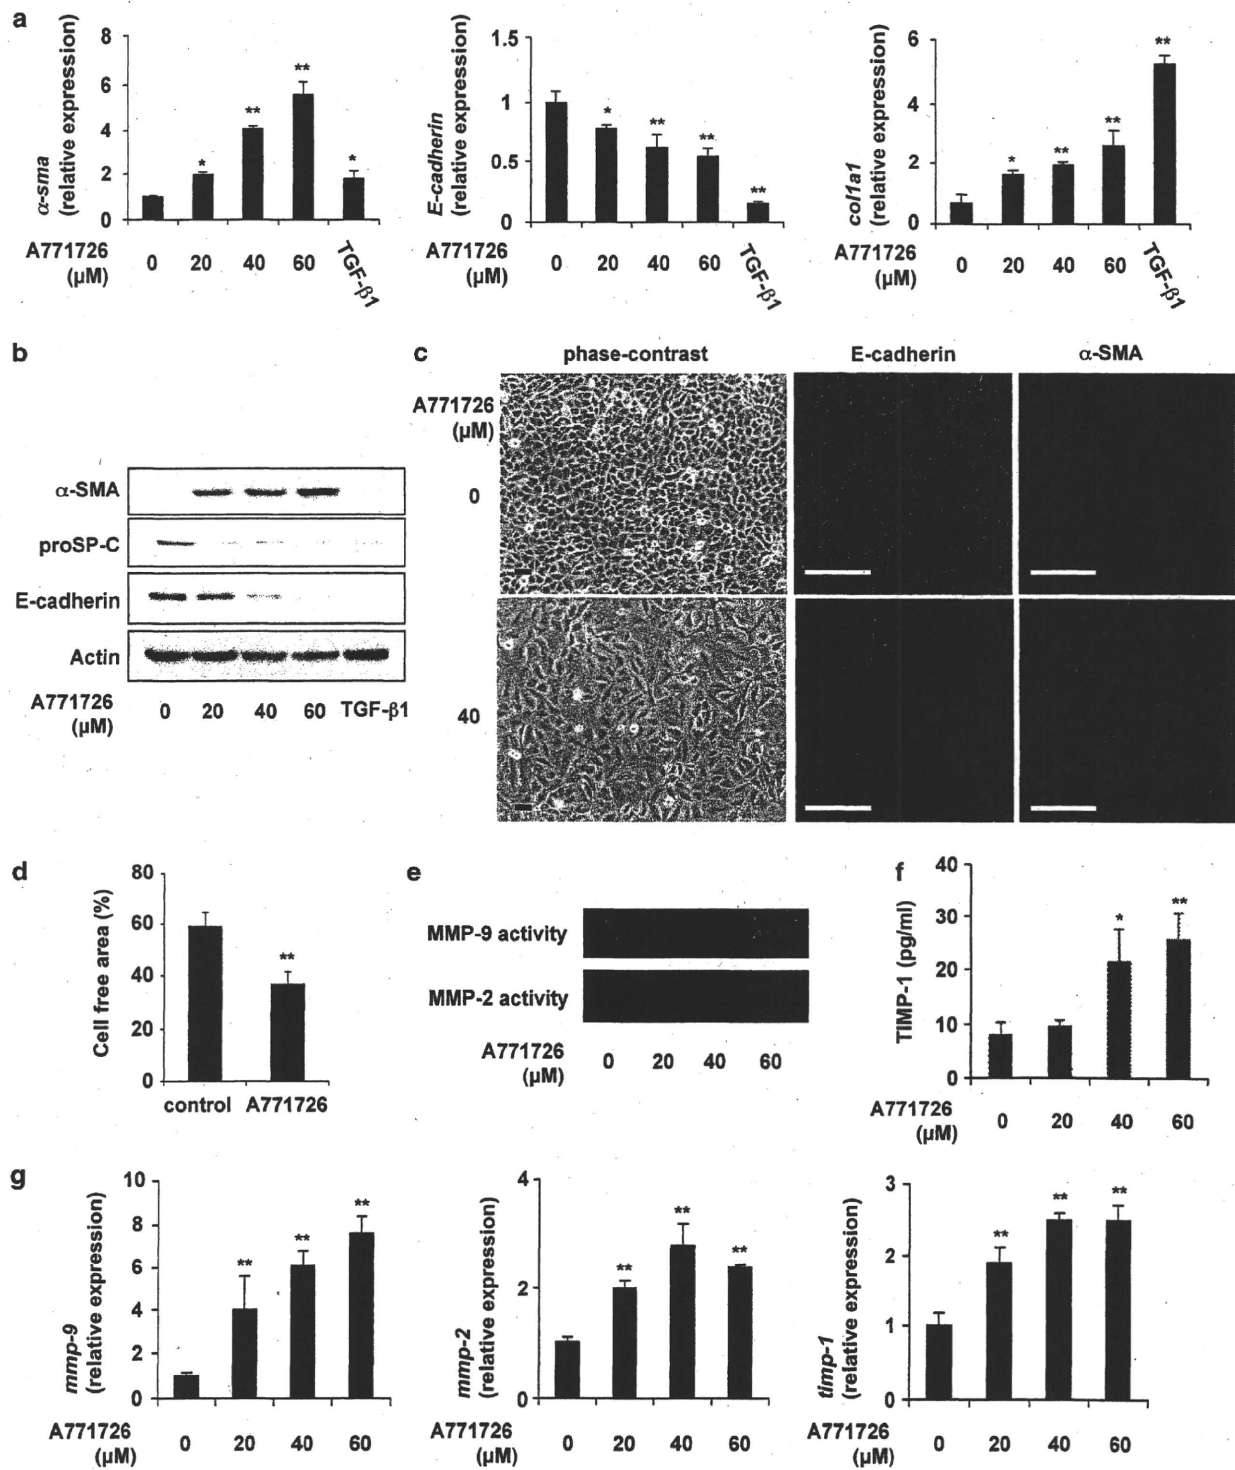 a
α-sma
(relative expression)
8
6
4
2
0
*
**
**
*
A771726
(µM)
0 20 40 60 TGF-β1
E-cadherin
(relative expression)
1.5
1
0.5
0
*
**
**
**
A771726
(µM)
0 20 40 60 TGF-β1
col1a1
(relative expression)
6
4
2
0
*
**
**
**
A771726
(µM)
0 20 40 60 TGF-β1
b
α-SMA
proSP-C
E-cadherin
Actin
A771726
(µM)
0 20 40 60 TGF-β1
c
phase-contrast E-cadherin α-SMA
A771726
(µM)
0
40
d
Cell free area (%)
80
60
40
20
0
**
control A771726
e
MMP-9 activity
MMP-2 activity
A771726
(µM)
0 20 40 60
f
TIMP-1 (pg/ml)
40
30
20
10
0
*
**
A771726
(µM)
0 20 40 60
g
mmp-9
(relative expression)
10
8
6
4
2
0
**
**
**
A771726
(µM)
0 20 40 60
mmp-2
(relative expression)
4
2
0
**
**
**
A771726
(µM)
0 20 40 60
timp-1
(relative expression)
3
2
1
0
**
**
**
A771726
(µM)
0 20 40 60